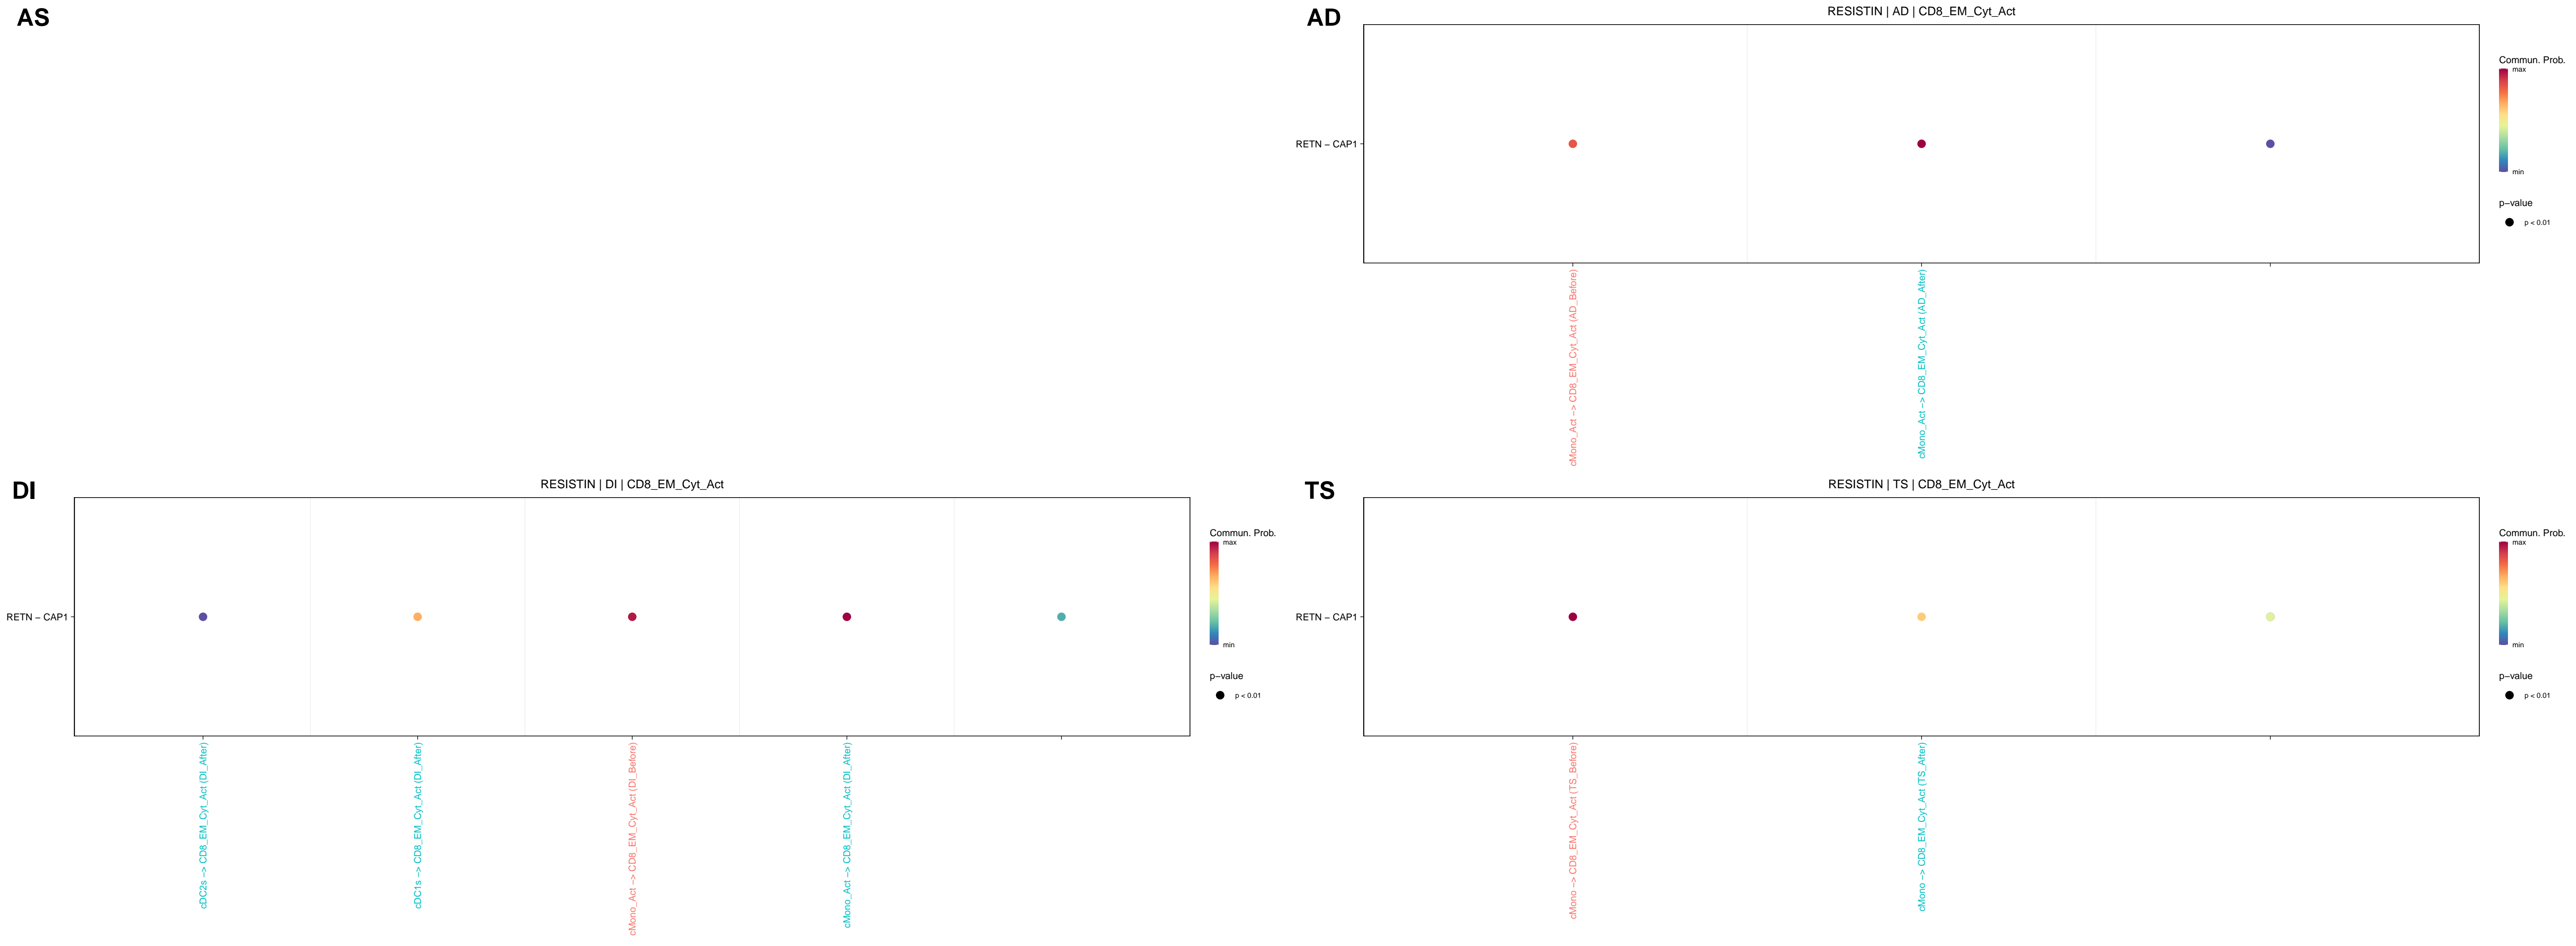 AS
AD
RESISTIN | AD | CD8_EM_Cyt_Act
RETN − CAP1
cMono_Act −> CD8_EM_Cyt_Act (AD_Before)
cMono_Act −> CD8_EM_Cyt_Act (AD_After)
Commun. Prob.
max
min
p−value
p < 0.01
DI
RESISTIN | DI | CD8_EM_Cyt_Act
RETN − CAP1
cDC2s −> CD8_EM_Cyt_Act (DI_After)
cDC1s −> CD8_EM_Cyt_Act (DI_After)
cMono_Act −> CD8_EM_Cyt_Act (DI_Before)
cMono_Act −> CD8_EM_Cyt_Act (DI_After)
Commun. Prob.
max
min
p−value
p < 0.01
TS
RESISTIN | TS | CD8_EM_Cyt_Act
RETN − CAP1
cMono −> CD8_EM_Cyt_Act (TS_Before)
cMono −> CD8_EM_Cyt_Act (TS_After)
Commun. Prob.
max
min
p−value
p < 0.01